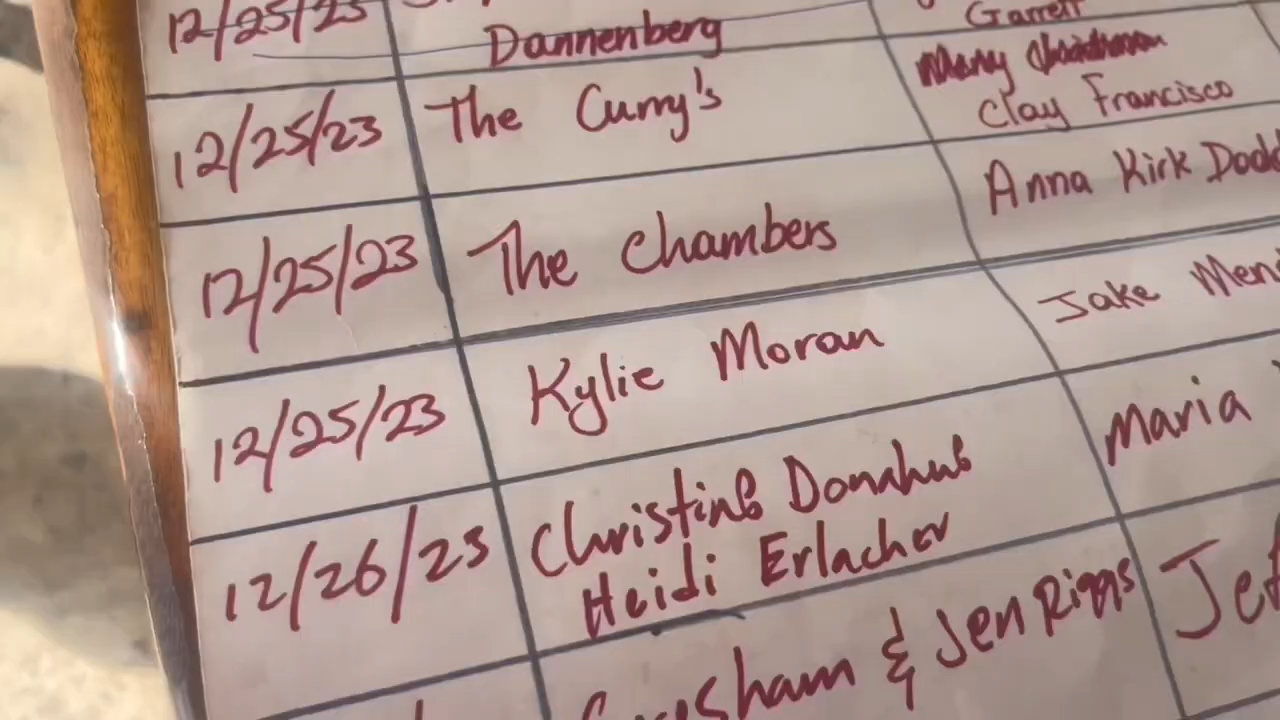 12/25/23
Dannenberg
Garrett
12/25/23 The Curry's
Clay Francisco
12/25/23 The Chambers Anna Kirk
12/25/23 Kylie Moran Jake
12/26/23 Christine Donahue Maria
Heidi Erlacher
& Jen Riggs